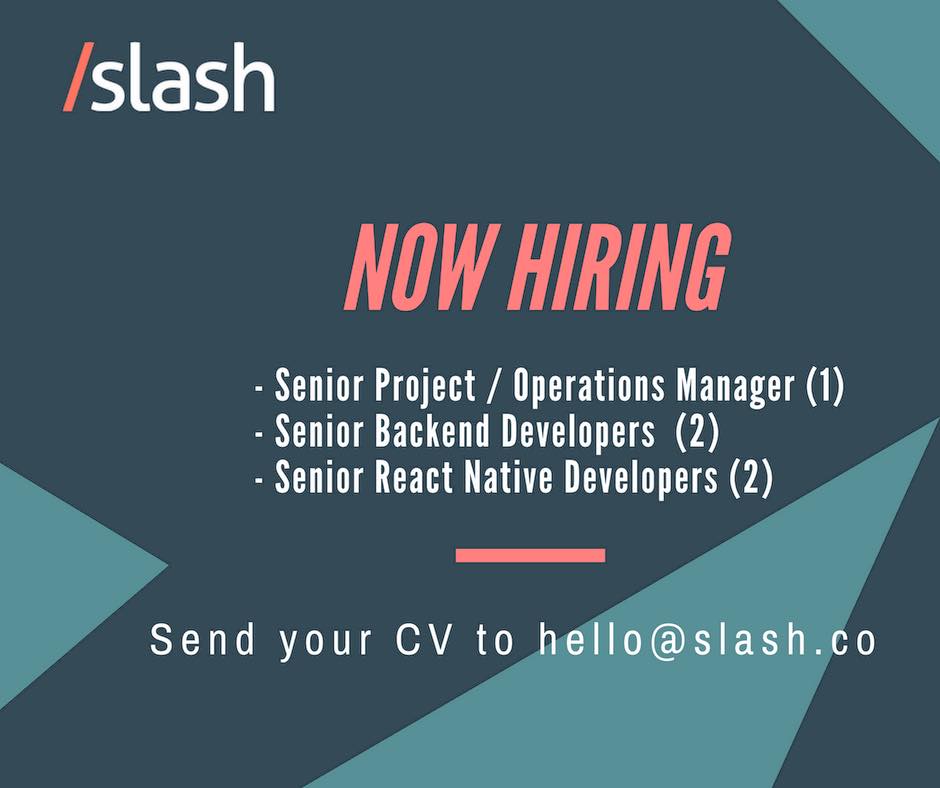 /slash
NOW HIRING
- Senior Project / Operations Manager (1)
- Senior Backend Developers (2)
- Senior React Native Developers (2)
Send your CV to hello@slash.co